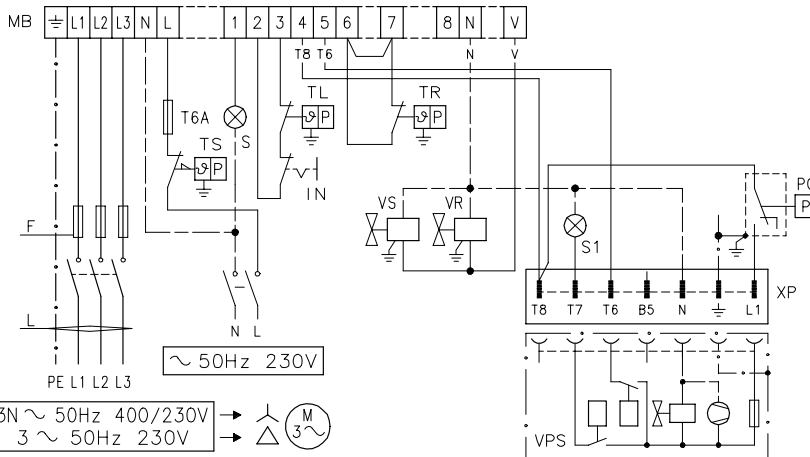 MB ⏚ L1 L2 L3 N L 1 2 3 4 5 6 7 8 N V
T8 T6 N V
TL TR
ϑ P ϑ P
T6A
S
TS
ϑ P
IN
VS VR
S1
P
F
L
T8 T7 T6 B5 N ⏚ L1 XP
N L
PE L1 L2 L3
~ 50Hz 230V
3N ~ 50Hz 400/230V
3 ~ 50Hz 230V
M
3~
VPS